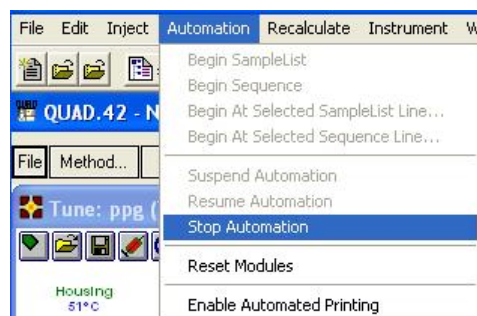 File Edit Inject Automation Recalculate Instrument W
Begin SampleList
Begin Sequence
QUAD.42 - N
Begin At Selected SampleList Line...
Begin At Selected Sequence Line...
File Method...
Suspend Automation
Resume Automation
Tune: ppg (
Stop Automation
Reset Modules
Housing
51°C
Enable Automated Printing